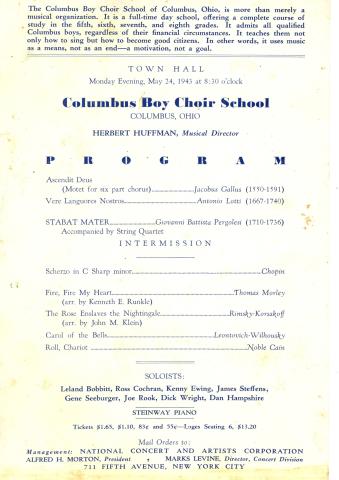 The Columbus Boy Choir School of Columbus, Ohio, is more than merely a
musical organization. It is a full-time day school, offering a complete course of
study in the fifth, sixth, seventh, and eighth grades. It admits all qualified
Columbus boys, regardless of their financial circumstances. It teaches them not
only how to sing but how to become good citizens. In other words, it uses music
as a means, not as an end—a motivation, not a goal.
TOWN HALL
Monday Evening, May 24, 1943 at 8:30 o'clock
Columbus Boy Choir School
COLUMBUS, OHIO
HERBERT HUFFMAN, Musical Director
PROGRAM
Ascendit Deus
(Motet for six part chorus) Jacobus Gallus (1550-1591)
Vere Languores Nostros Antonio Lotti (1667-1740)
STABAT MATER Giovanni Battista Pergolesi (1710-1736)
Accompanied by String Quartet
INTERMISSION
Scherzo in C Sharp minor Chopin
Fire, Fire My Heart Thomas Morley
(arr. by Kenneth E. Runkle)
The Rose Enslaves the Nightingale Rimsky-Korsakoff
(arr. by John M. Klein)
Carol of the Bells Leontovich-Wilhousky
Roll, Chariot Noble Cain
SOLOISTS:
Leland Bobbitt, Ross Cochran, Kenny Ewing, James Steffens,
Gene Seeburger, Joe Rook, Dick Wright, Dan Hampshire
STEINWAY PIANO
Tickets $1.65, $1.10, 83c and 55c—Loges Seating 6, $13.20
Mail Orders to:
Management: NATIONAL CONCERT AND ARTISTS CORPORATION
ALFRED H. MORTON, President , MARKS LEVINE, Director, Concert Division
711 FIFTH AVENUE, NEW YORK CITY